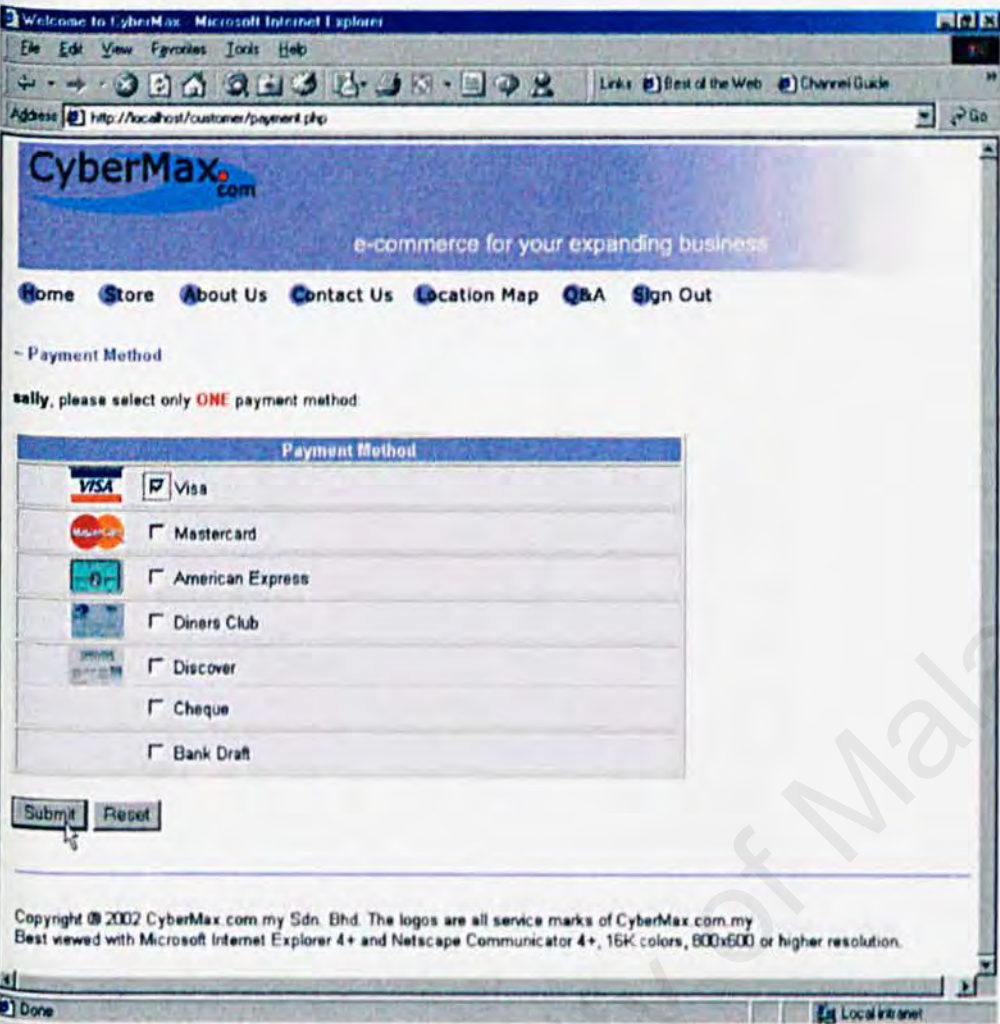 Welcome to CyberMax - Microsoft Internet Explorer
File Edit View Favorites Tools Help
Links Best of the Web Channel Guide
Address http://localhost/customer/payment.php Go
CyberMax.com
e-commerce for your expanding business
Home Store About Us Contact Us Location Map Q&A Sign Out
~ Payment Method
sally, please select only ONE payment method:
Payment Method
VISA Visa
MasterCard Mastercard
American Express
Diners Club
Discover
Cheque
Bank Draft
Submit Reset
Copyright @ 2002 CyberMax.com.my Sdn. Bhd. The logos are all service marks of CyberMax.com.my
Best viewed with Microsoft Internet Explorer 4+ and Netscape Communicator 4+, 16K colors, 800x600 or higher resolution.
Done Local intranet
y of Mala